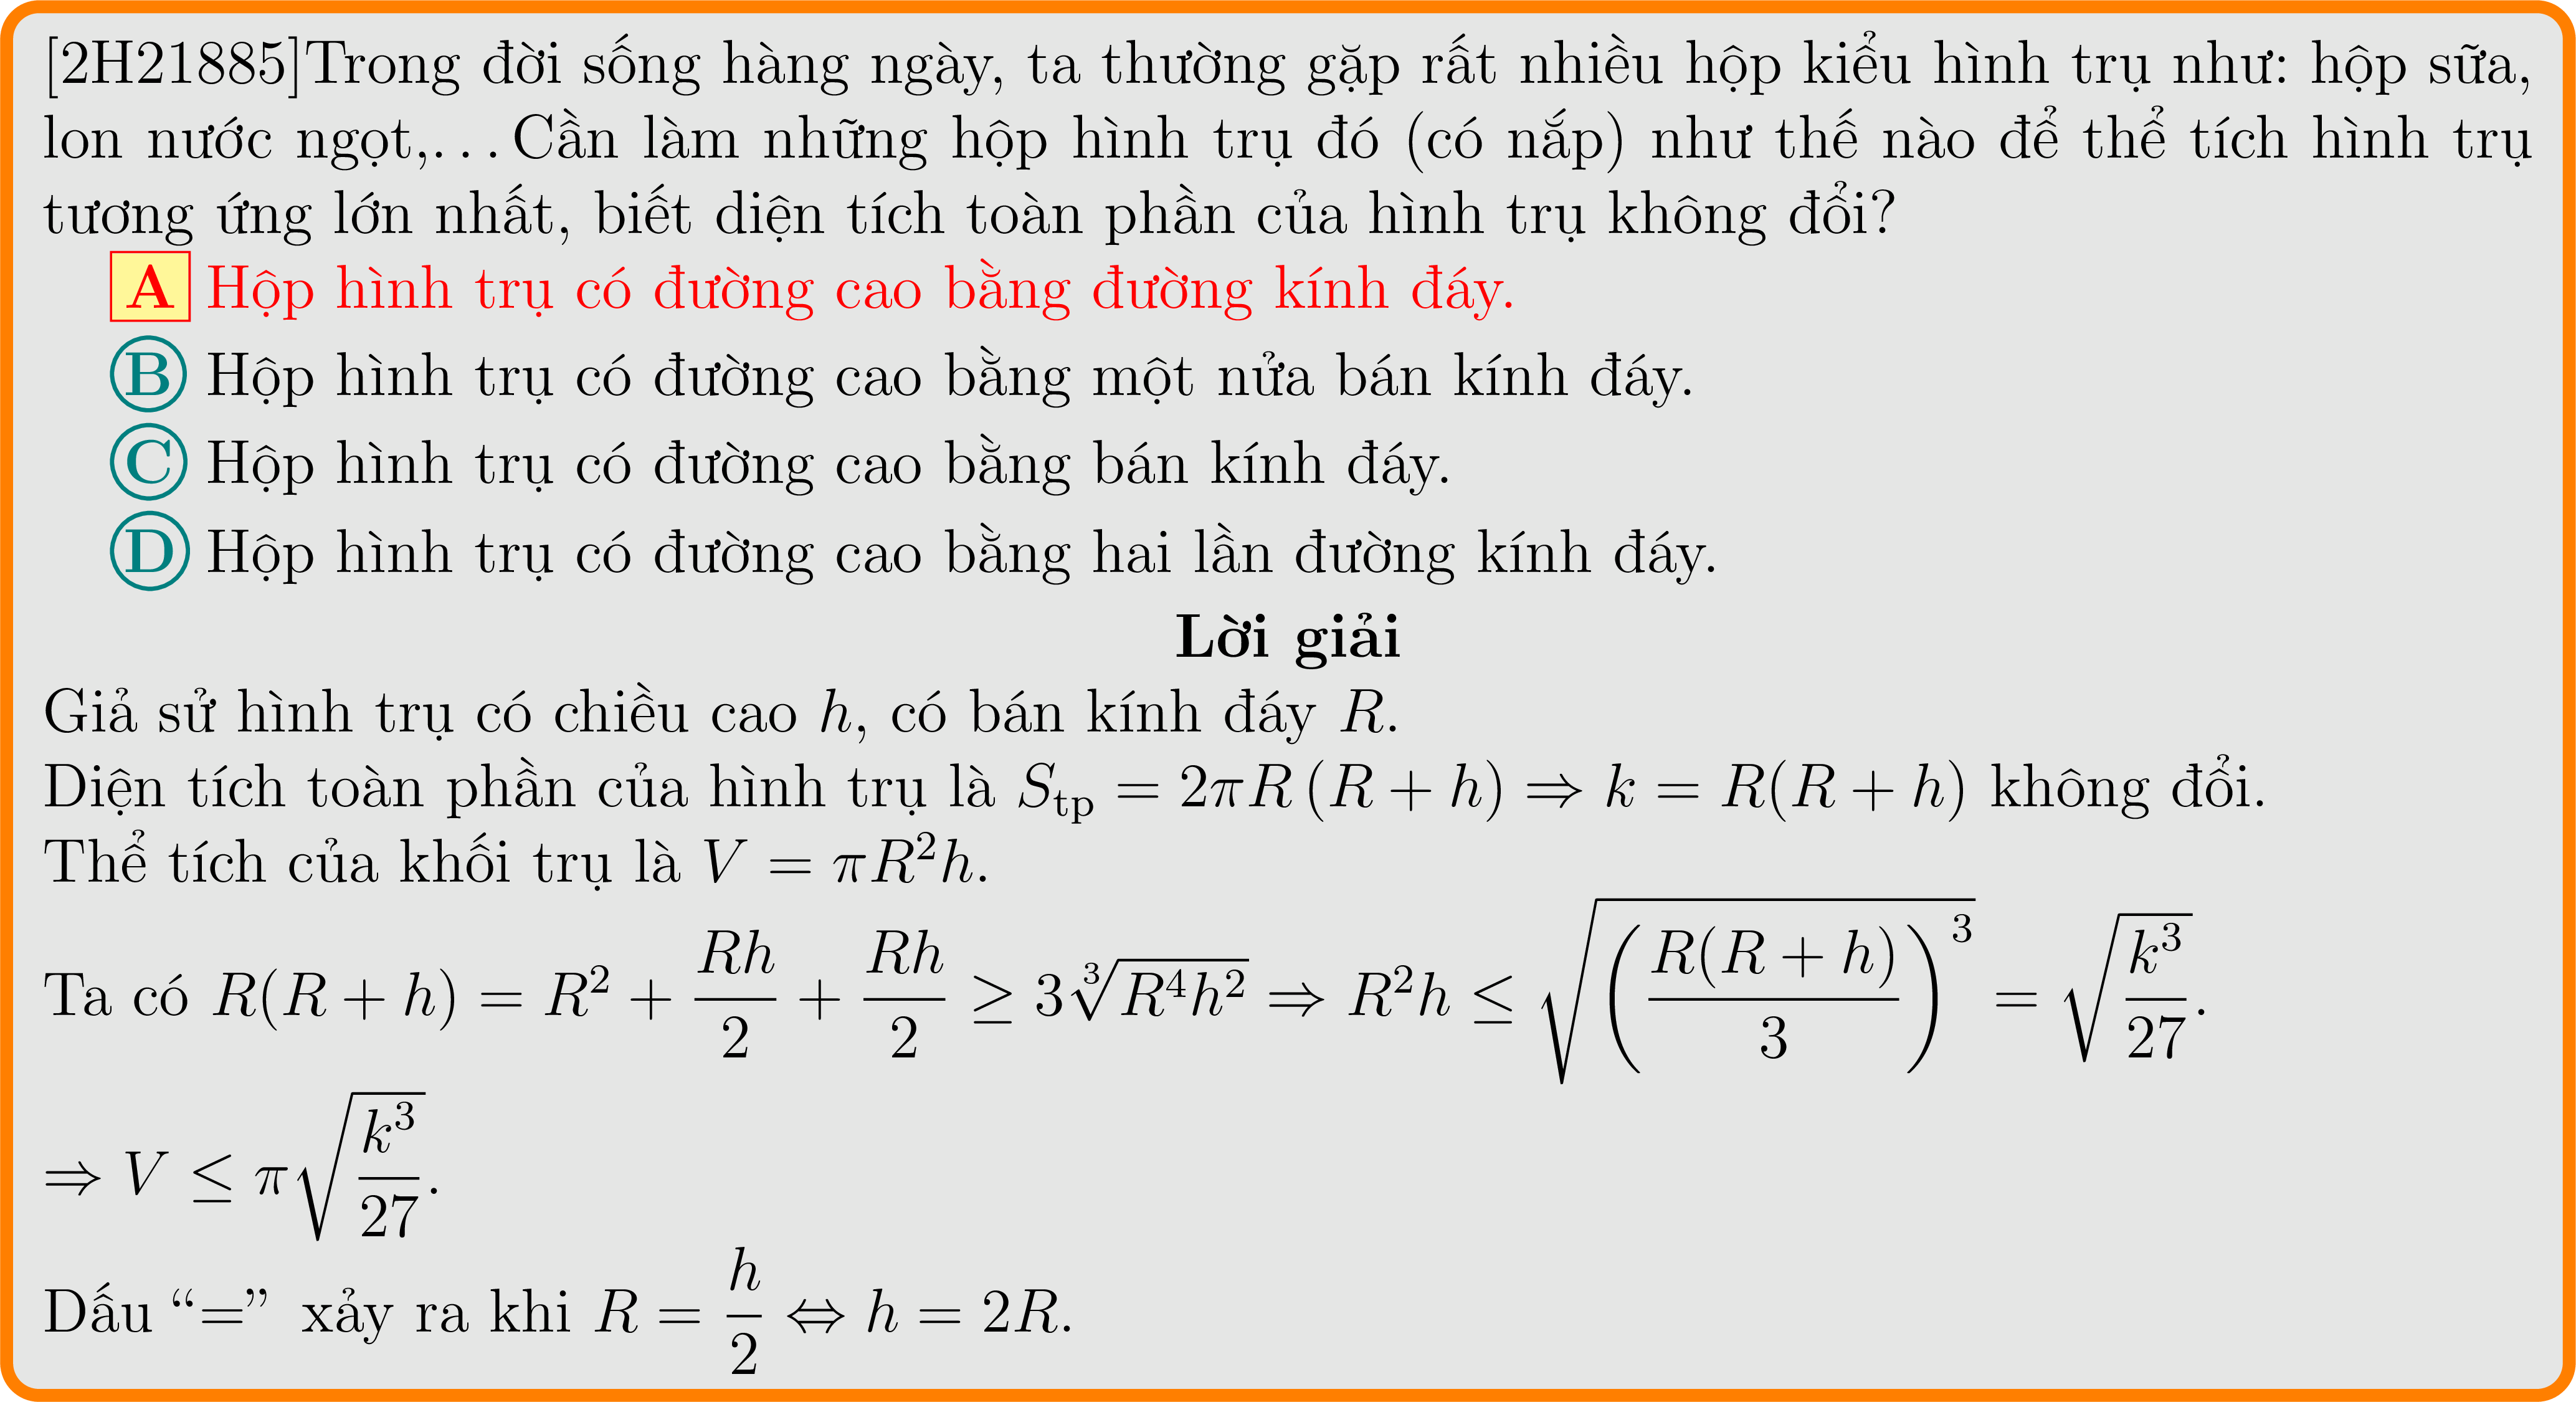 [2H21885]Trong đời sống hàng ngày, ta thường gặp rất nhiều hộp kiểu hình trụ như: hộp sữa,
lon nước ngọt,...Cần làm những hộp hình trụ đó (có nắp) như thế nào để thể tích hình trụ
tương ứng lớn nhất, biết diện tích toàn phần của hình trụ không đổi?
A Hộp hình trụ có đường cao bằng đường kính đáy.
B Hộp hình trụ có đường cao bằng một nửa bán kính đáy.
C Hộp hình trụ có đường cao bằng bán kính đáy.
D Hộp hình trụ có đường cao bằng hai lần đường kính đáy.
Lời giải
Giả sử hình trụ có chiều cao $h$, có bán kính đáy $R$.
Diện tích toàn phần của hình trụ là $S_{\text{tp}} = 2\pi R\,(R + h) \Rightarrow k = R(R + h)$ không đổi.
Thể tích của khối trụ là $V = \pi R^2 h$.
Ta có $R(R + h) = R^2 + \dfrac{Rh}{2} + \dfrac{Rh}{2} \geq 3\sqrt[3]{R^4h^2} \Rightarrow R^2h \leq \sqrt{\left(\dfrac{R(R + h)}{3}\right)^3} = \sqrt{\dfrac{k^3}{27}}$.
$\Rightarrow V \leq \pi\sqrt{\dfrac{k^3}{27}}$.
Dấu “=” xảy ra khi $R = \dfrac{h}{2} \Leftrightarrow h = 2R$.